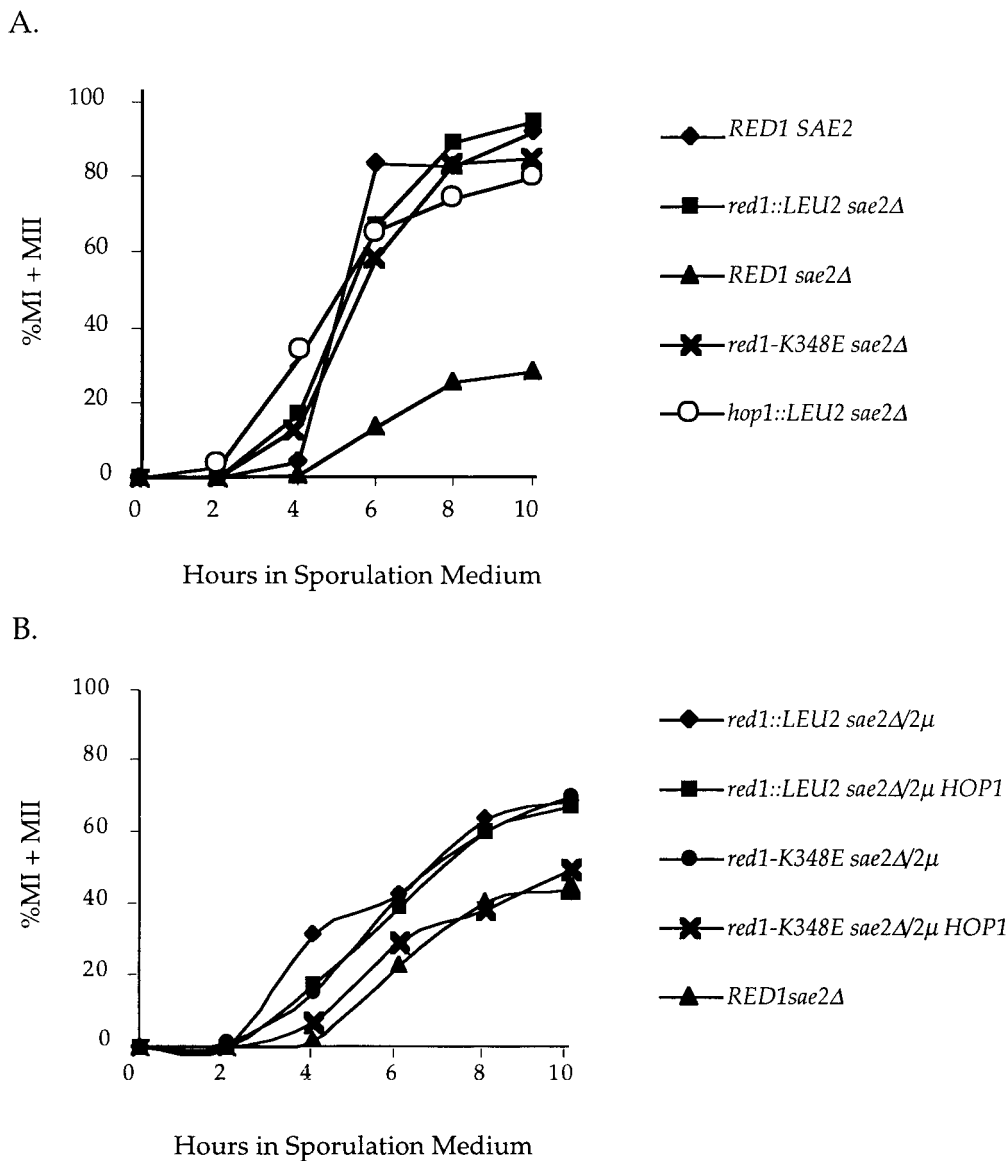 A.
100
80
60
40
20
0
%MI + MII
0 2 4 6 8 10
Hours in Sporulation Medium
RED1 SAE2
red1::LEU2 sae2Δ
RED1 sae2Δ
red1-K348E sae2Δ
hop1::LEU2 sae2Δ
B.
100
80
60
40
20
0
%MI + MII
0 2 4 6 8 10
Hours in Sporulation Medium
red1::LEU2 sae2Δ/2μ
red1::LEU2 sae2Δ/2μ HOP1
red1-K348E sae2Δ/2μ
red1-K348E sae2Δ/2μ HOP1
RED1sae2Δ